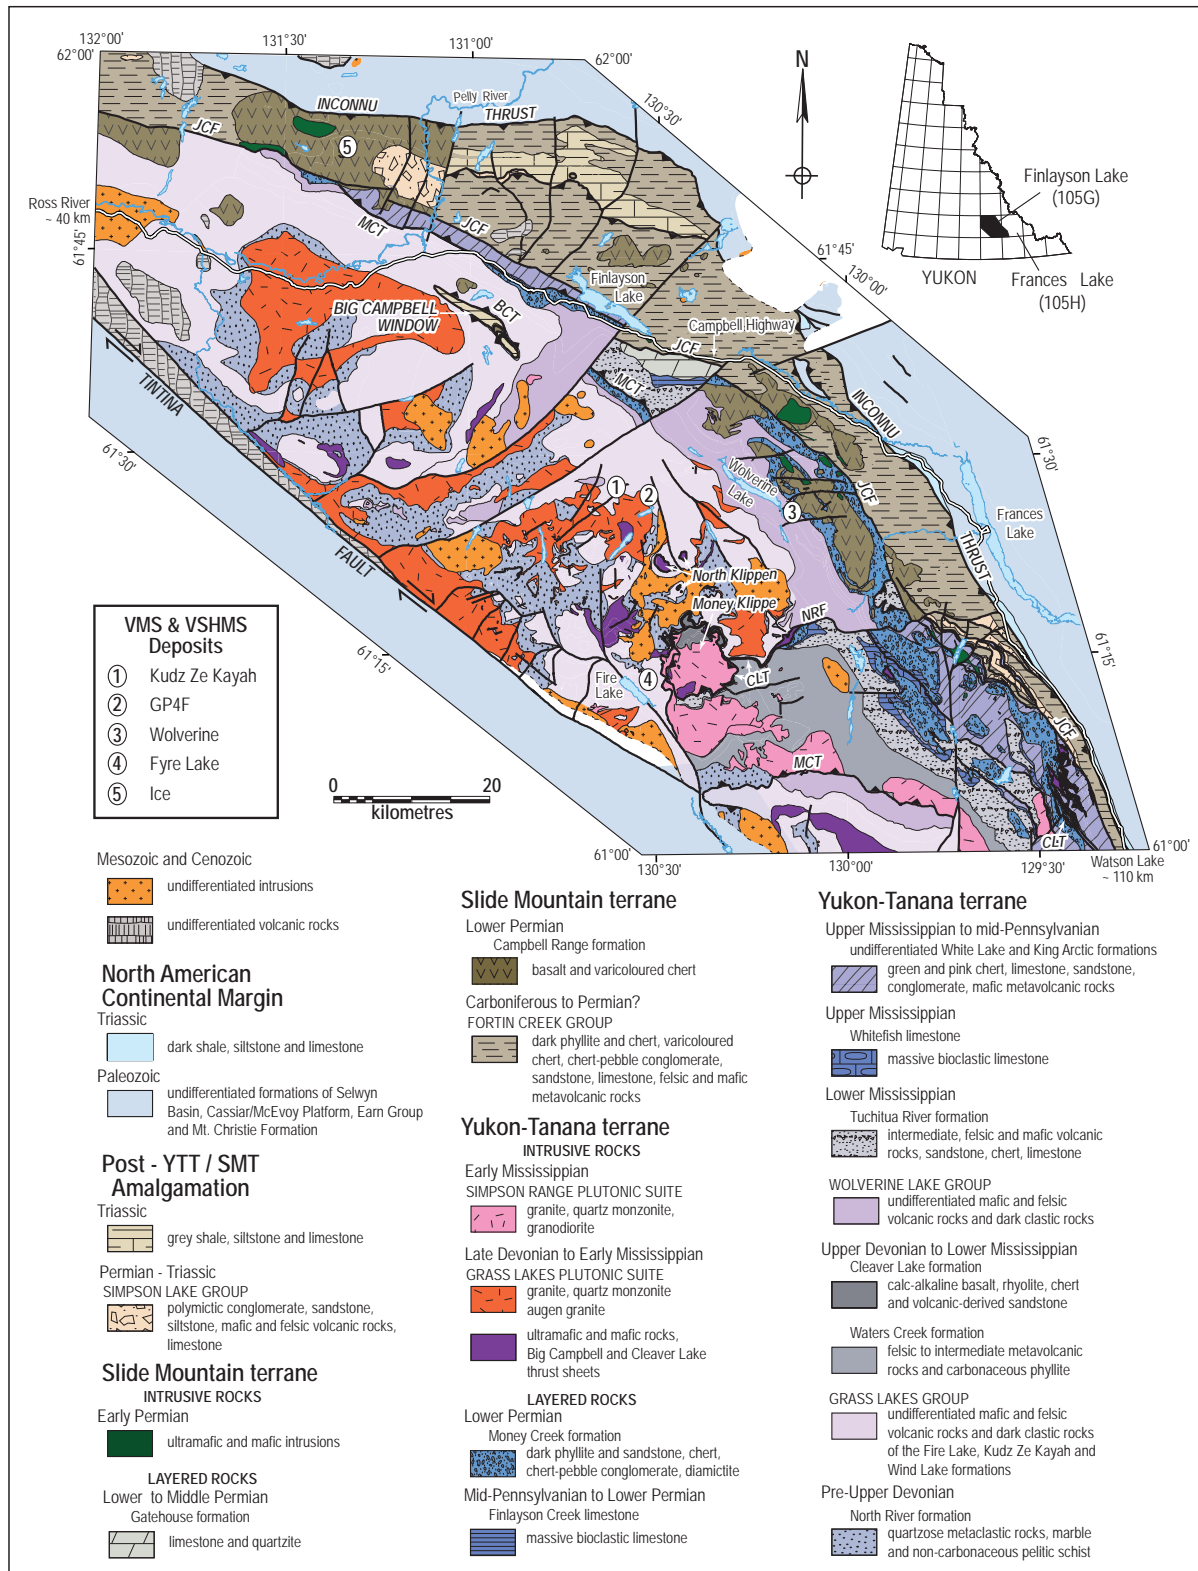 132°00'
62°00'
131°30'
131°00'
62°00'
130°30'
INCONNU
THRUST
Pelly River
JCF
5
N
Finlayson Lake
(105G)
YUKON
Frances Lake
(105H)
Ross River
~ 40 km
61°45'
MCT
JCF
61°45'
130°00'
Finlayson
Lake
BIG CAMPBELL
WINDOW
BCT
Campbell Highway
JCF
MCT
INCONNU
TINTINA
61°30'
61°30'
Wolverine
Lake
JCF
1
2
3
Frances
Lake
FAULT
THRUST
North Klippen
Money Klippe
NRF
61°15'
61°15'
Fire
Lake
4
CLT
JCF
MCT
CLT
61°00'
130°30'
130°00'
129°30'
61°00'
Watson Lake
~ 110 km
VMS & VSHMS
Deposits
1 Kudz Ze Kayah
2 GP4F
3 Wolverine
4 Fyre Lake
5 Ice
0 20
kilometres
Mesozoic and Cenozoic
undifferentiated intrusions
undifferentiated volcanic rocks
North American
Continental Margin
Triassic
dark shale, siltstone and limestone
Paleozoic
undifferentiated formations of Selwyn
Basin, Cassiar/McEvoy Platform, Earn Group
and Mt. Christie Formation
Post - YTT / SMT
Amalgamation
Triassic
grey shale, siltstone and limestone
Permian - Triassic
SIMPSON LAKE GROUP
polymictic conglomerate, sandstone,
siltstone, mafic and felsic volcanic rocks,
limestone
Slide Mountain terrane
INTRUSIVE ROCKS
Early Permian
ultramafic and mafic intrusions
LAYERED ROCKS
Lower to Middle Permian
Gatehouse formation
limestone and quartzite
Slide Mountain terrane
Lower Permian
Campbell Range formation
basalt and varicoloured chert
Carboniferous to Permian?
FORTIN CREEK GROUP
dark phyllite and chert, varicoloured
chert, chert-pebble conglomerate,
sandstone, limestone, felsic and mafic
metavolcanic rocks
Yukon-Tanana terrane
INTRUSIVE ROCKS
Early Mississippian
SIMPSON RANGE PLUTONIC SUITE
granite, quartz monzonite,
granodiorite
Late Devonian to Early Mississippian
GRASS LAKES PLUTONIC SUITE
granite, quartz monzonite
augen granite
ultramafic and mafic rocks,
Big Campbell and Cleaver Lake
thrust sheets
LAYERED ROCKS
Lower Permian
Money Creek formation
dark phyllite and sandstone, chert,
chert-pebble conglomerate, diamictite
Mid-Pennsylvanian to Lower Permian
Finlayson Creek limestone
massive bioclastic limestone
Yukon-Tanana terrane
Upper Mississippian to mid-Pennsylvanian
undifferentiated White Lake and King Arctic formations
green and pink chert, limestone, sandstone,
conglomerate, mafic metavolcanic rocks
Upper Mississippian
Whitefish limestone
massive bioclastic limestone
Lower Mississippian
Tuchitua River formation
intermediate, felsic and mafic volcanic
rocks, sandstone, chert, limestone
WOLVERINE LAKE GROUP
undifferentiated mafic and felsic
volcanic rocks and dark clastic rocks
Upper Devonian to Lower Mississippian
Cleaver Lake formation
calc-alkaline basalt, rhyolite, chert
and volcanic-derived sandstone
Waters Creek formation
felsic to intermediate metavolcanic
rocks and carbonaceous phyllite
GRASS LAKES GROUP
undifferentiated mafic and felsic
volcanic rocks and dark clastic rocks
of the Fire Lake, Kudz Ze Kayah and
Wind Lake formations
Pre-Upper Devonian
North River formation
quartzose metaclastic rocks, marble
and non-carbonaceous pelitic schist